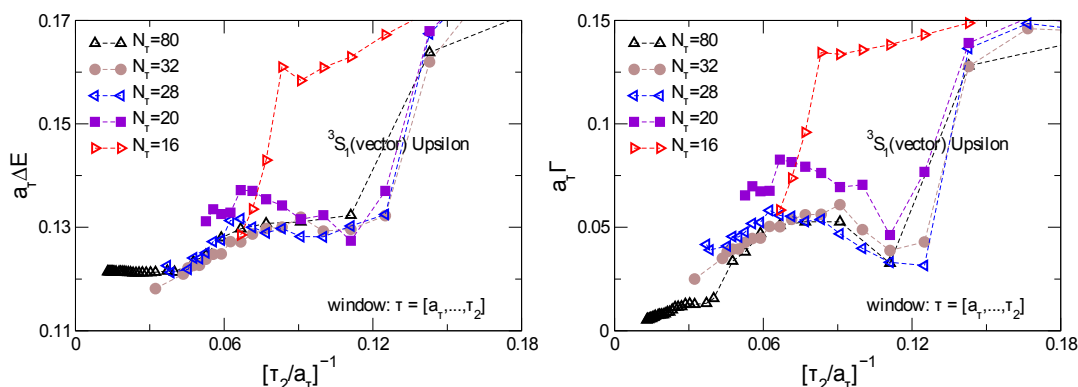 0.17
0.15
0.13
0.11
a_τΔE
N_τ=80
N_τ=32
N_τ=28
N_τ=20
N_τ=16
³S₁(vector) Upsilon
window: τ = [a_τ,...,τ₂]
0 0.06 0.12 0.18
[τ₂/a_τ]⁻¹
0.15
0.1
0.05
0
a_τΓ
N_τ=80
N_τ=32
N_τ=28
N_τ=20
N_τ=16
³S₁(vector) Upsilon
window: τ = [a_τ,...,τ₂]
0 0.06 0.12 0.18
[τ₂/a_τ]⁻¹